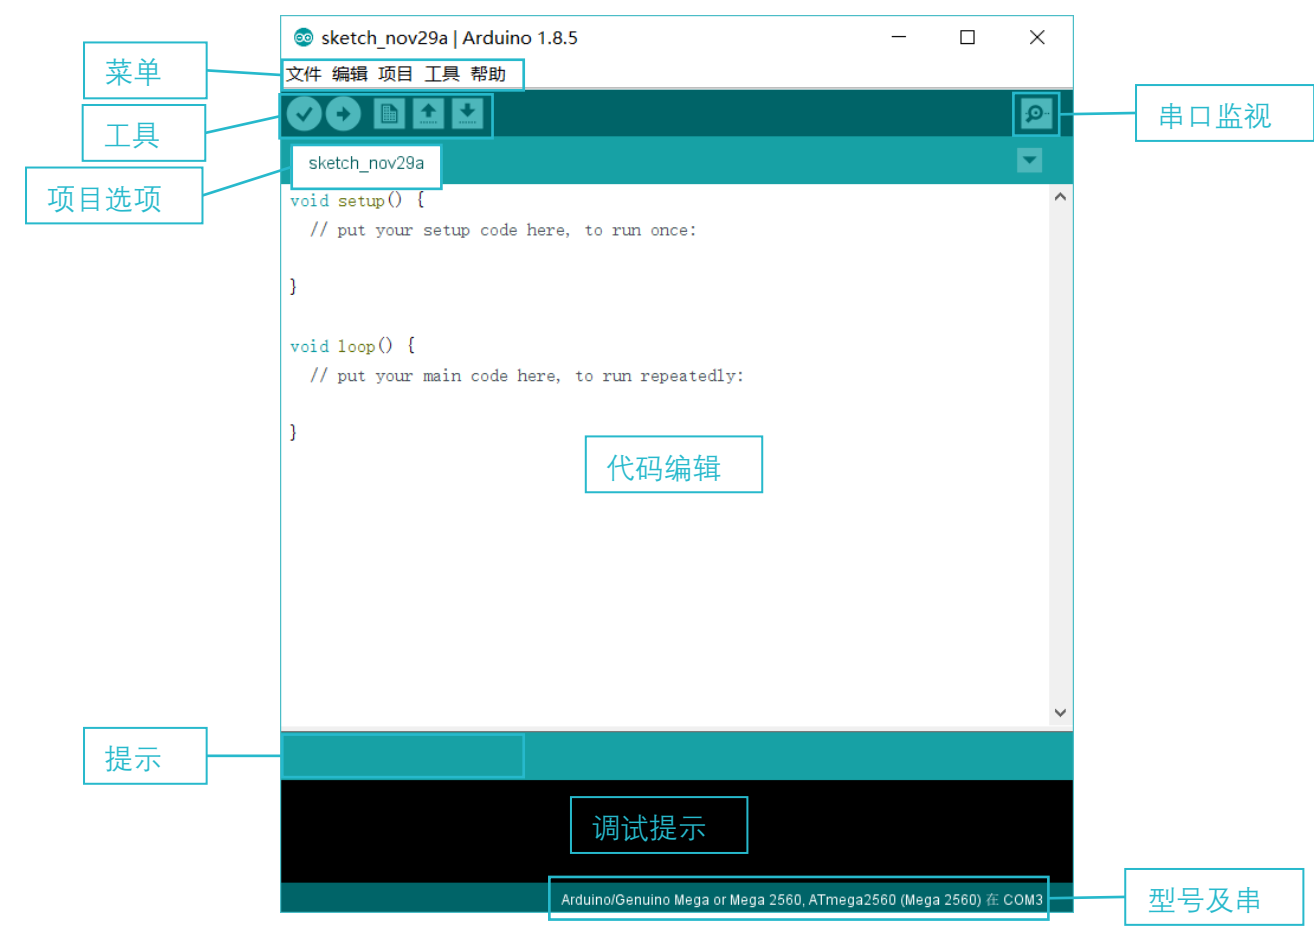 sketch_nov29a | Arduino 1.8.5
菜单
文件 编辑 项目 工具 帮助
工具
串口监视
项目选项
sketch_nov29a
void setup() {
// put your setup code here, to run once:
}
void loop() {
// put your main code here, to run repeatedly:
}
代码编辑
提示
调试提示
Arduino/Genuino Mega or Mega 2560, ATmega2560 (Mega 2560) 在 COM3
型号及串